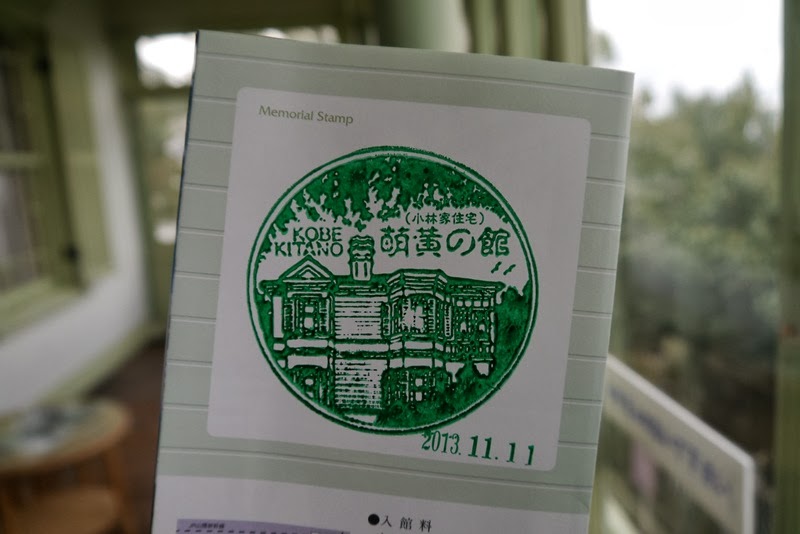 Memorial Stamp
KOBE
KITANO
(小林家住宅)
萌黄の館
2013.11.11
●入館料